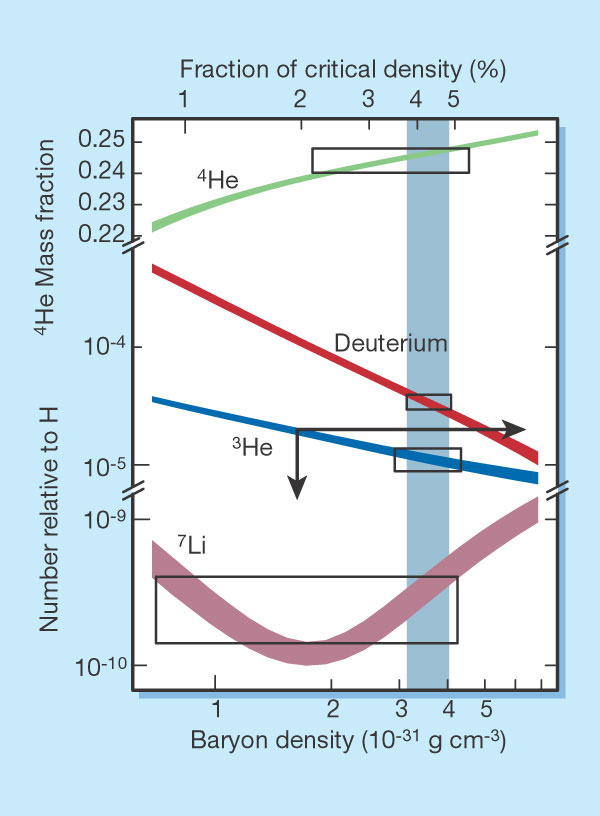 Fraction of critical density (%)
1 2 3 4 5
⁴He Mass fraction
0.25
0.24
0.23
0.22
⁴He
Deuterium
10⁻⁴
³He
10⁻⁵
Number relative to H
10⁻⁹
⁷Li
10⁻¹⁰
1 2 3 4 5
Baryon density (10⁻³¹ g cm⁻³)